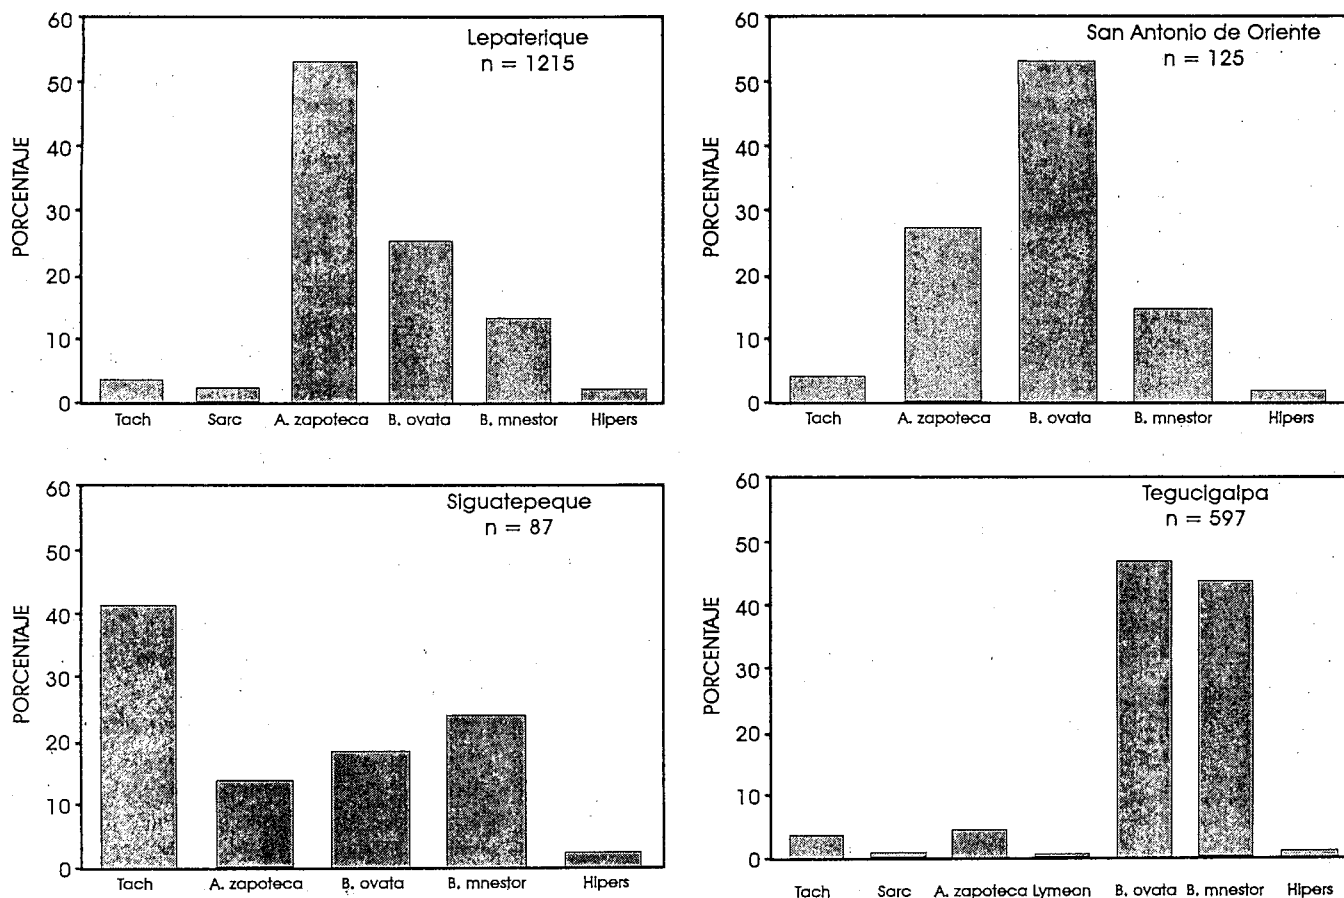 Lepaterique
n = 1215
PORCENTAJE
60
50
40
30
20
10
0
Tach Sarc A. zapoteca B. ovata B. mnestor Hipers
San Antonio de Oriente
n = 125
PORCENTAJE
60
50
40
30
20
10
0
Tach A. zapoteca B. ovata B. mnestor Hipers
Siguatepeque
n = 87
PORCENTAJE
60
50
40
30
20
10
0
Tach A. zapoteca B. ovata B. mnestor Hipers
Tegucigalpa
n = 597
PORCENTAJE
60
50
40
30
20
10
0
Tach Sarc A. zapoteca Lymeon B. ovata B. mnestor Hipers